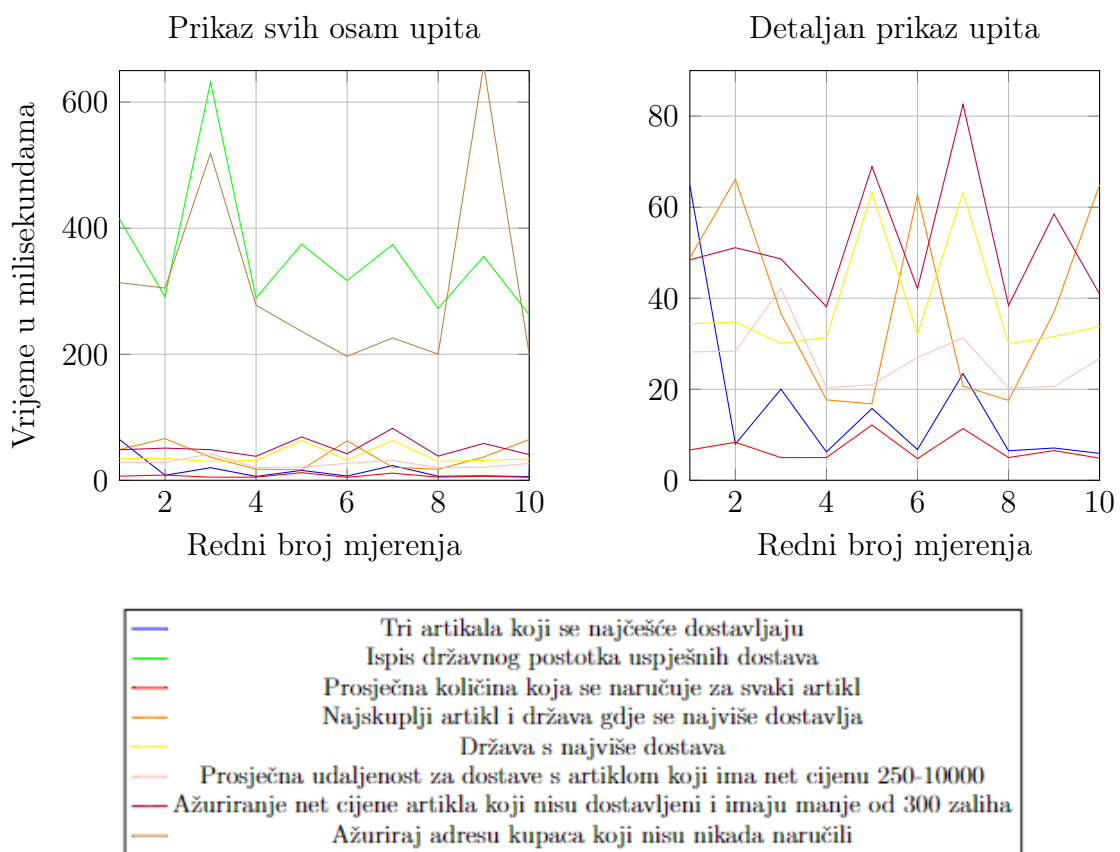 Prikaz svih osam upita
Vrijeme u milisekundama
600
400
200
0
2
4
6
8
10
Redni broj mjerenja
Detaljan prikaz upita
80
60
40
20
0
2
4
6
8
10
Redni broj mjerenja
Tri artikala koji se najčešće dostavljaju
Ispis državnog postotka uspješnih dostava
Prosječna količina koja se naručuje za svaki artikl
Najskuplji artikl i država gdje se najviše dostavlja
Država s najviše dostava
Prosječna udaljenost za dostave s artiklom koji ima net cijenu 250-10000
Ažuriranje net cijene artikla koji nisu dostavljeni i imaju manje od 300 zaliha
Ažuriraj adresu kupaca koji nisu nikada naručili